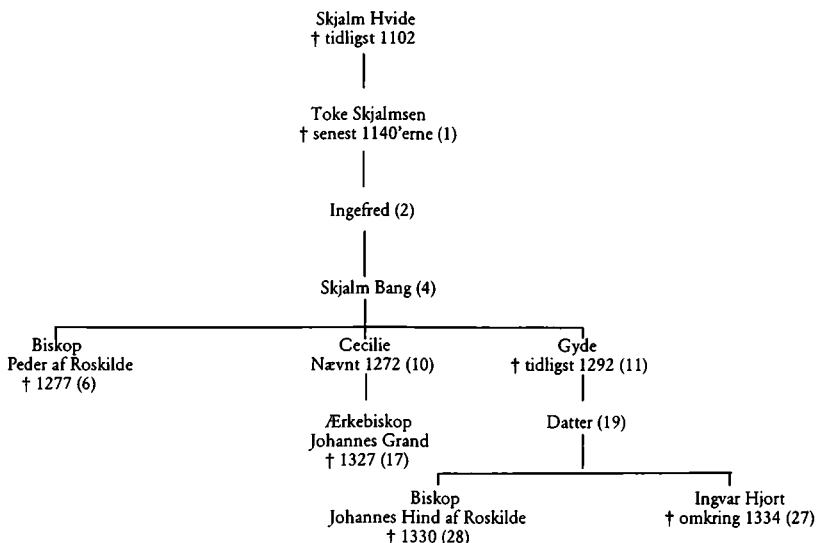 Skjalm Hvide
† tidligst 1102
Toke Skjalmsen
† senest 1140'erne (1)
Ingefred (2)
Skjalm Bang (4)
Biskop
Peder af Roskilde
† 1277 (6)
Cecilie
Nævnt 1272 (10)
Gyde
† tidligst 1292 (11)
Ærkebiskop
Johannes Grand
† 1327 (17)
Datter (19)
Biskop
Johannes Hind af Roskilde
† 1330 (28)
Ingvar Hjort
† omkring 1334 (27)